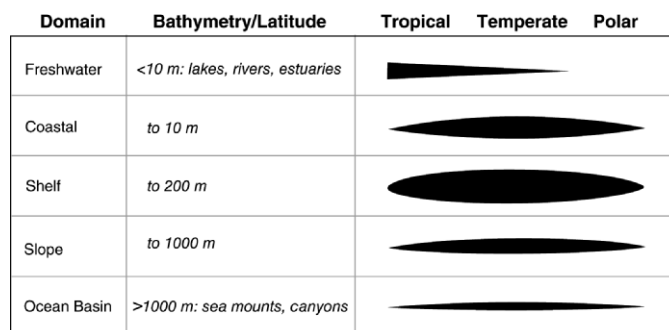 Domain Bathymetry/Latitude Tropical Temperate Polar
Freshwater <10 m: lakes, rivers, estuaries
Coastal to 10 m
Shelf to 200 m
Slope to 1000 m
Ocean Basin >1000 m: sea mounts, canyons